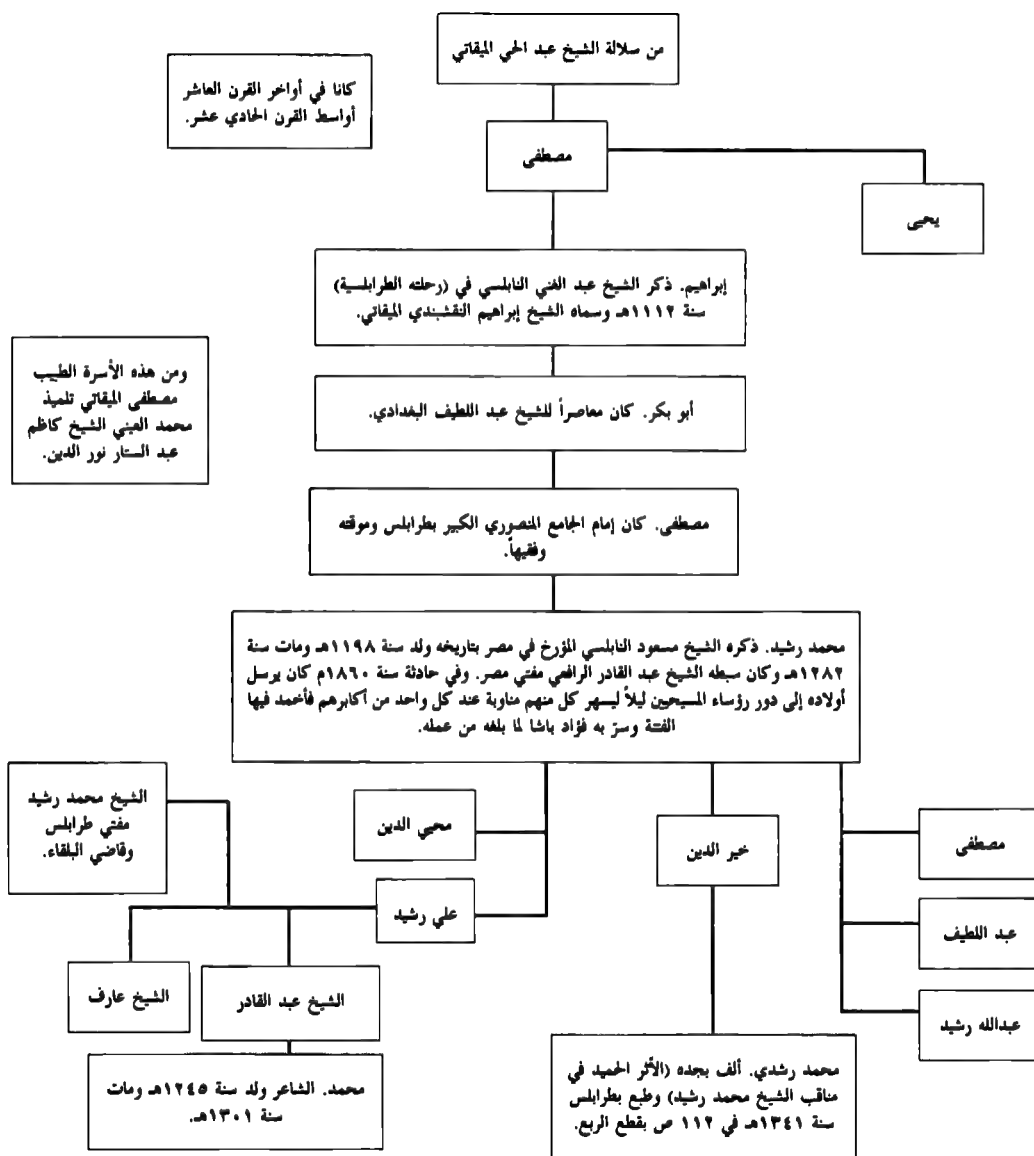 من سلالة الشيخ عبد الحي الميقاتي
كانا في أواخر القرن العاشر
أواسط القرن الحادي عشر.
مصطفى
يحيى
إبراهيم. ذكر الشيخ عبد الغني النابلسي في (رحلته الطرابلسية)
سنة ١١١٢هـ وسماه الشيخ إبراهيم النقشبندي الميقاتي.
ومن هذه الأسرة الطبيب
مصطفى الميقاتي تلميذ
محمد العيني الشيخ كاظم
عبد الستار نور الدين.
أبو بكر. كان معاصراً للشيخ عبد اللطيف البغدادي.
مصطفى. كان إمام الجامع المنصوري الكبير بطرابلس وموقته
وفقيهاً.
محمد رشيد. ذكره الشيخ مسعود النابلسي المؤرخ في مصر بتاريخه ولد سنة ١١٩٨هـ ومات سنة
١٢٨٢هـ وكان سبطه الشيخ عبد القادر الرافعي مفتي مصر. وفي حادثة سنة ١٨٦٠م كان يرسل
أولاده إلى دور رؤساء المسيحيين ليلاً ليسهر كل منهم مناوبة عند كل واحد من أكابرهم فأخمد فيها
الفتنة وسرّ به فؤاد باشا لما بلغه من عمله.
الشيخ محمد رشيد
مفتي طرابلس
وقاضي البلقاء.
محيي الدين
خير الدين
مصطفى
علي رشيد
عبد اللطيف
الشيخ عارف
الشيخ عبد القادر
عبدالله رشيد
محمد. الشاعر ولد سنة ١٢٤٥هـ ومات
سنة ١٣٠١هـ.
محمد رشدي. ألف بجده (الأثر الحميد في
مناقب الشيخ محمد رشيد) وطبع بطرابلس
سنة ١٣٤١هـ في ١١٢ ص بقطع الربع.